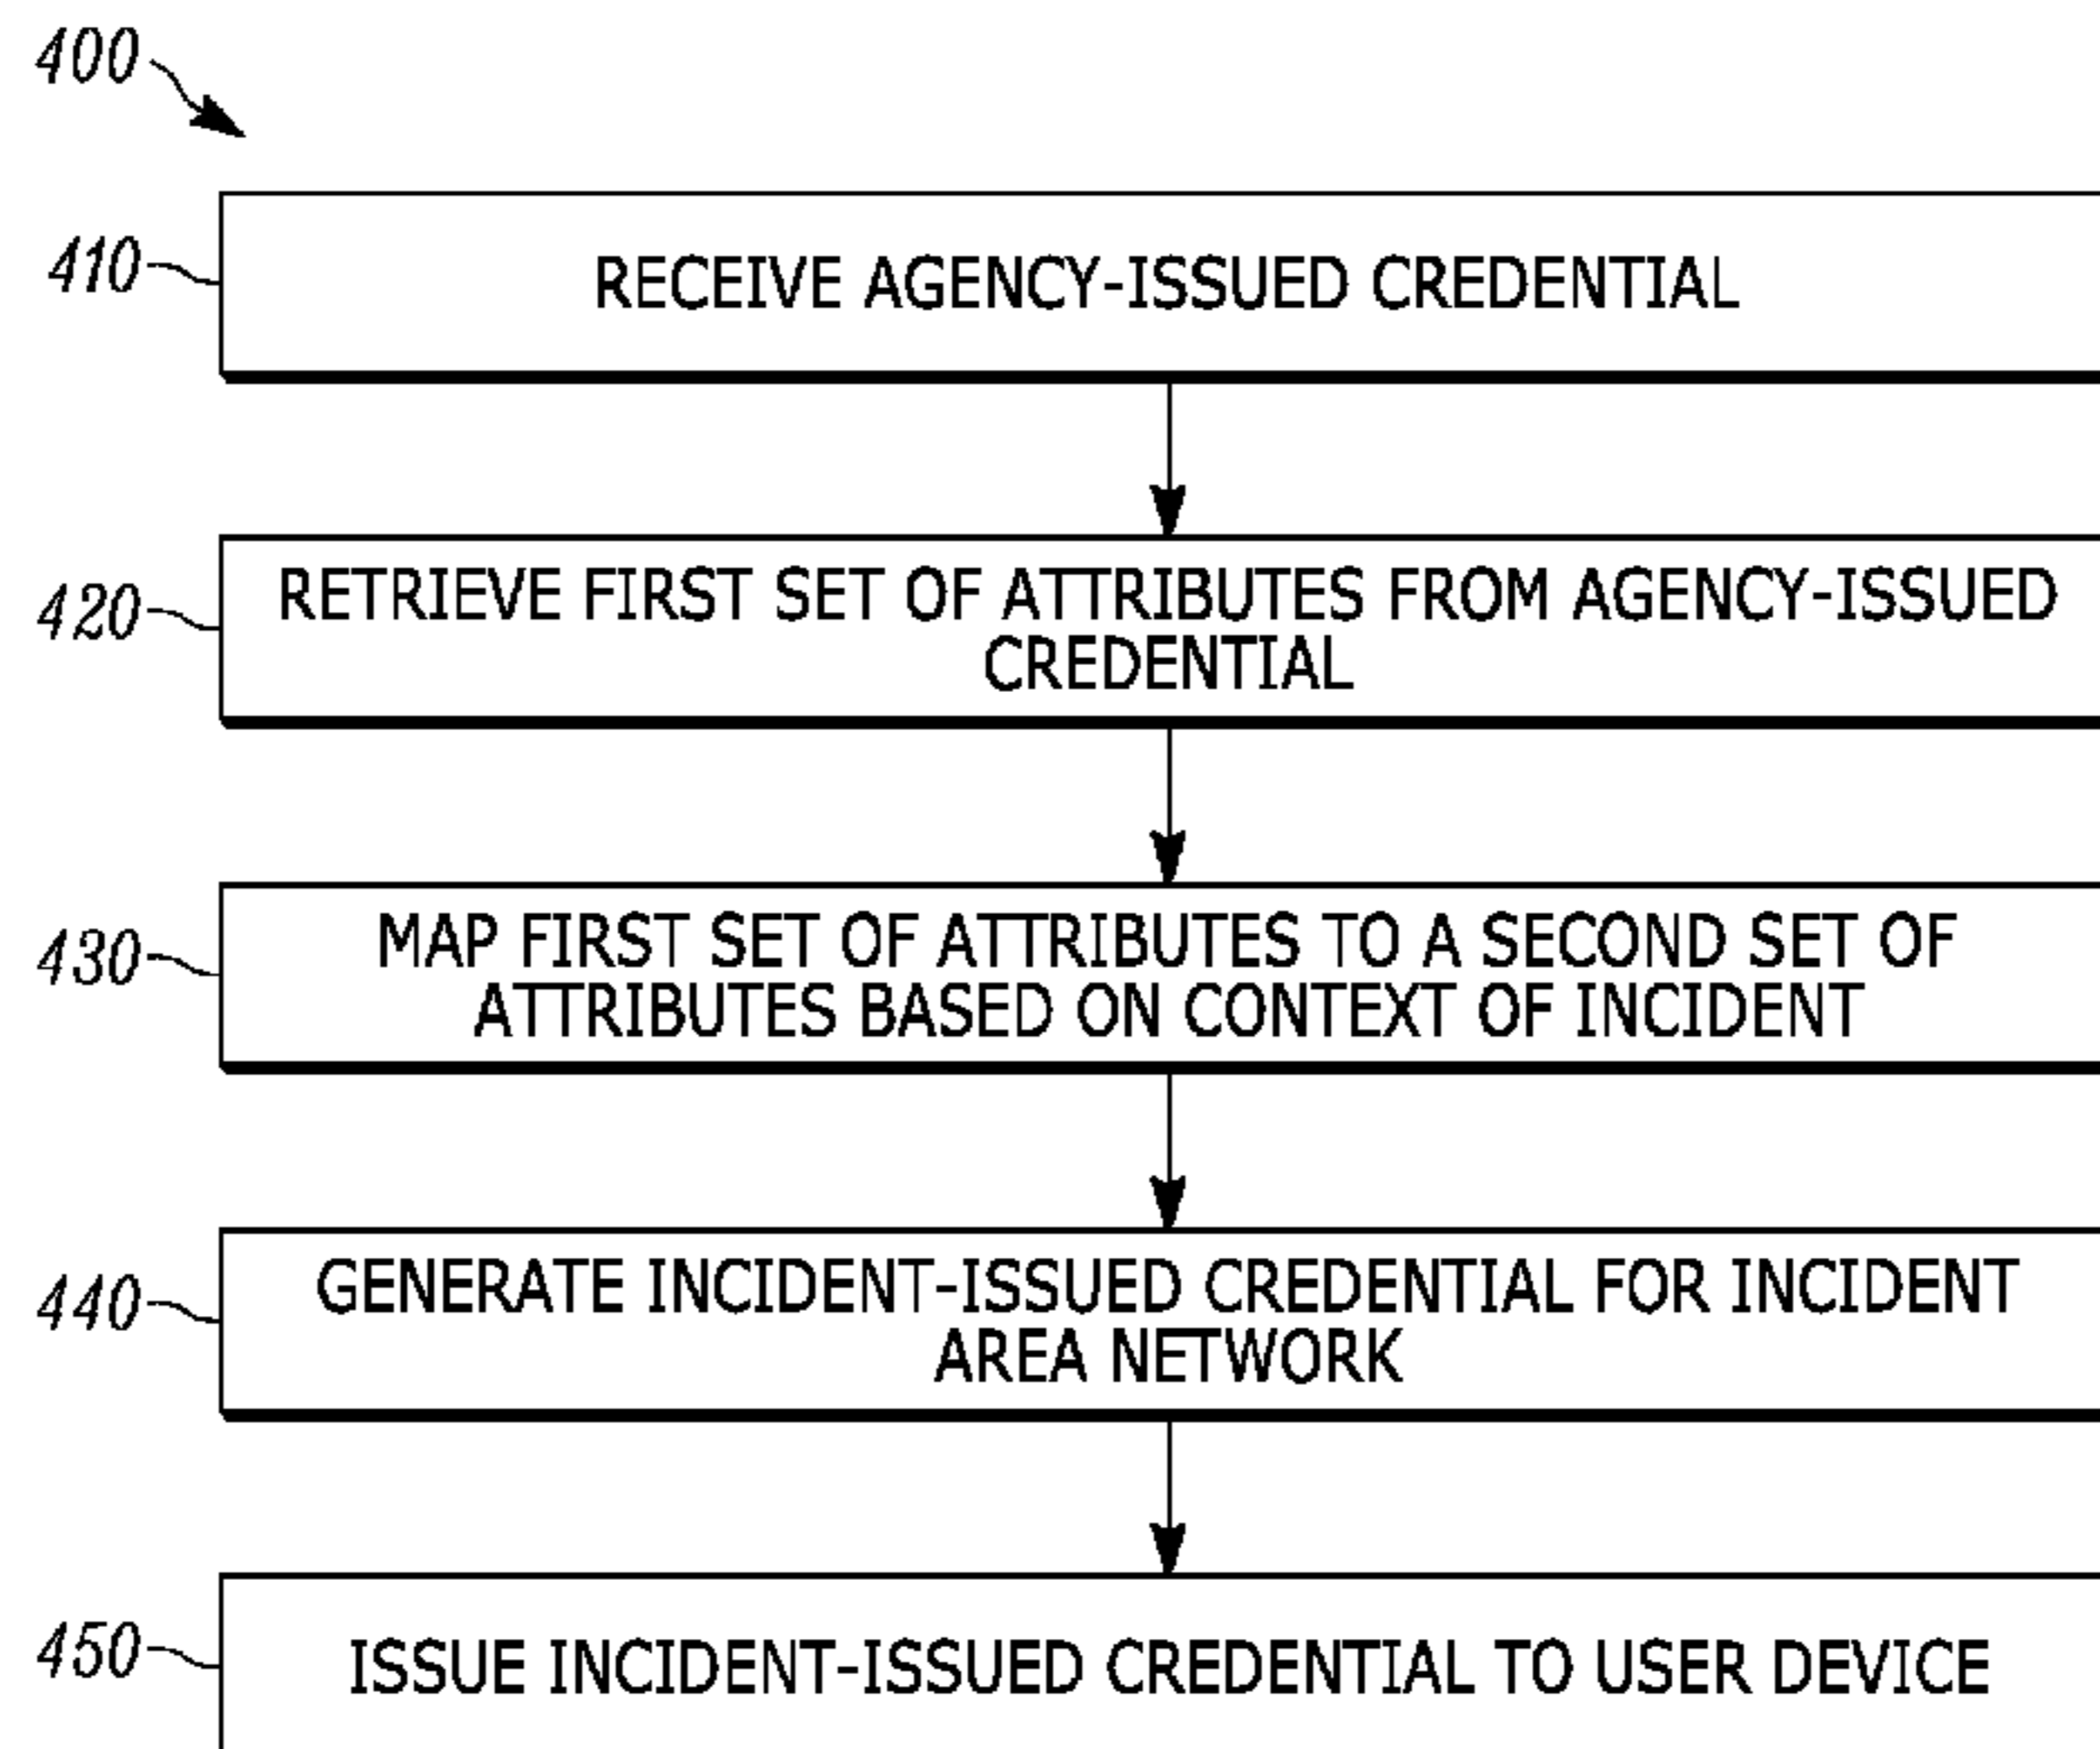 400
410
RECEIVE AGENCY-ISSUED CREDENTIAL
420
RETRIEVE FIRST SET OF ATTRIBUTES FROM AGENCY-ISSUED
CREDENTIAL
430
MAP FIRST SET OF ATTRIBUTES TO A SECOND SET OF
ATTRIBUTES BASED ON CONTEXT OF INCIDENT
440
GENERATE INCIDENT-ISSUED CREDENTIAL FOR INCIDENT
AREA NETWORK
450
ISSUE INCIDENT-ISSUED CREDENTIAL TO USER DEVICE